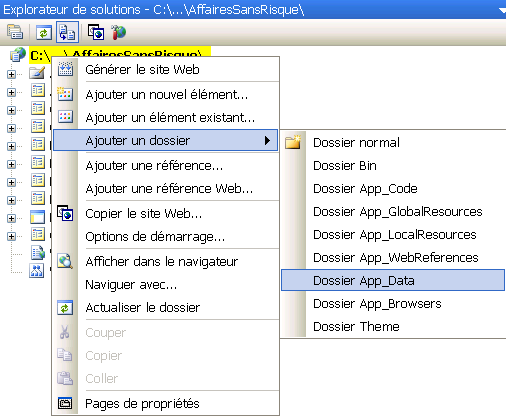 Explorateur de solutions - C:\...\AffairesSansRisque\
C:\...\AffairesSansRisque\
Générer le site Web
Ajouter un nouvel élément...
Ajouter un élément existant...
Ajouter un dossier
Ajouter une référence...
Ajouter une référence Web...
Copier le site Web...
Options de démarrage...
Afficher dans le navigateur
Naviguer avec...
Actualiser le dossier
Couper
Copier
Coller
Pages de propriétés
Dossier normal
Dossier Bin
Dossier App_Code
Dossier App_GlobalResources
Dossier App_LocalResources
Dossier App_WebReferences
Dossier App_Data
Dossier App_Browsers
Dossier Theme